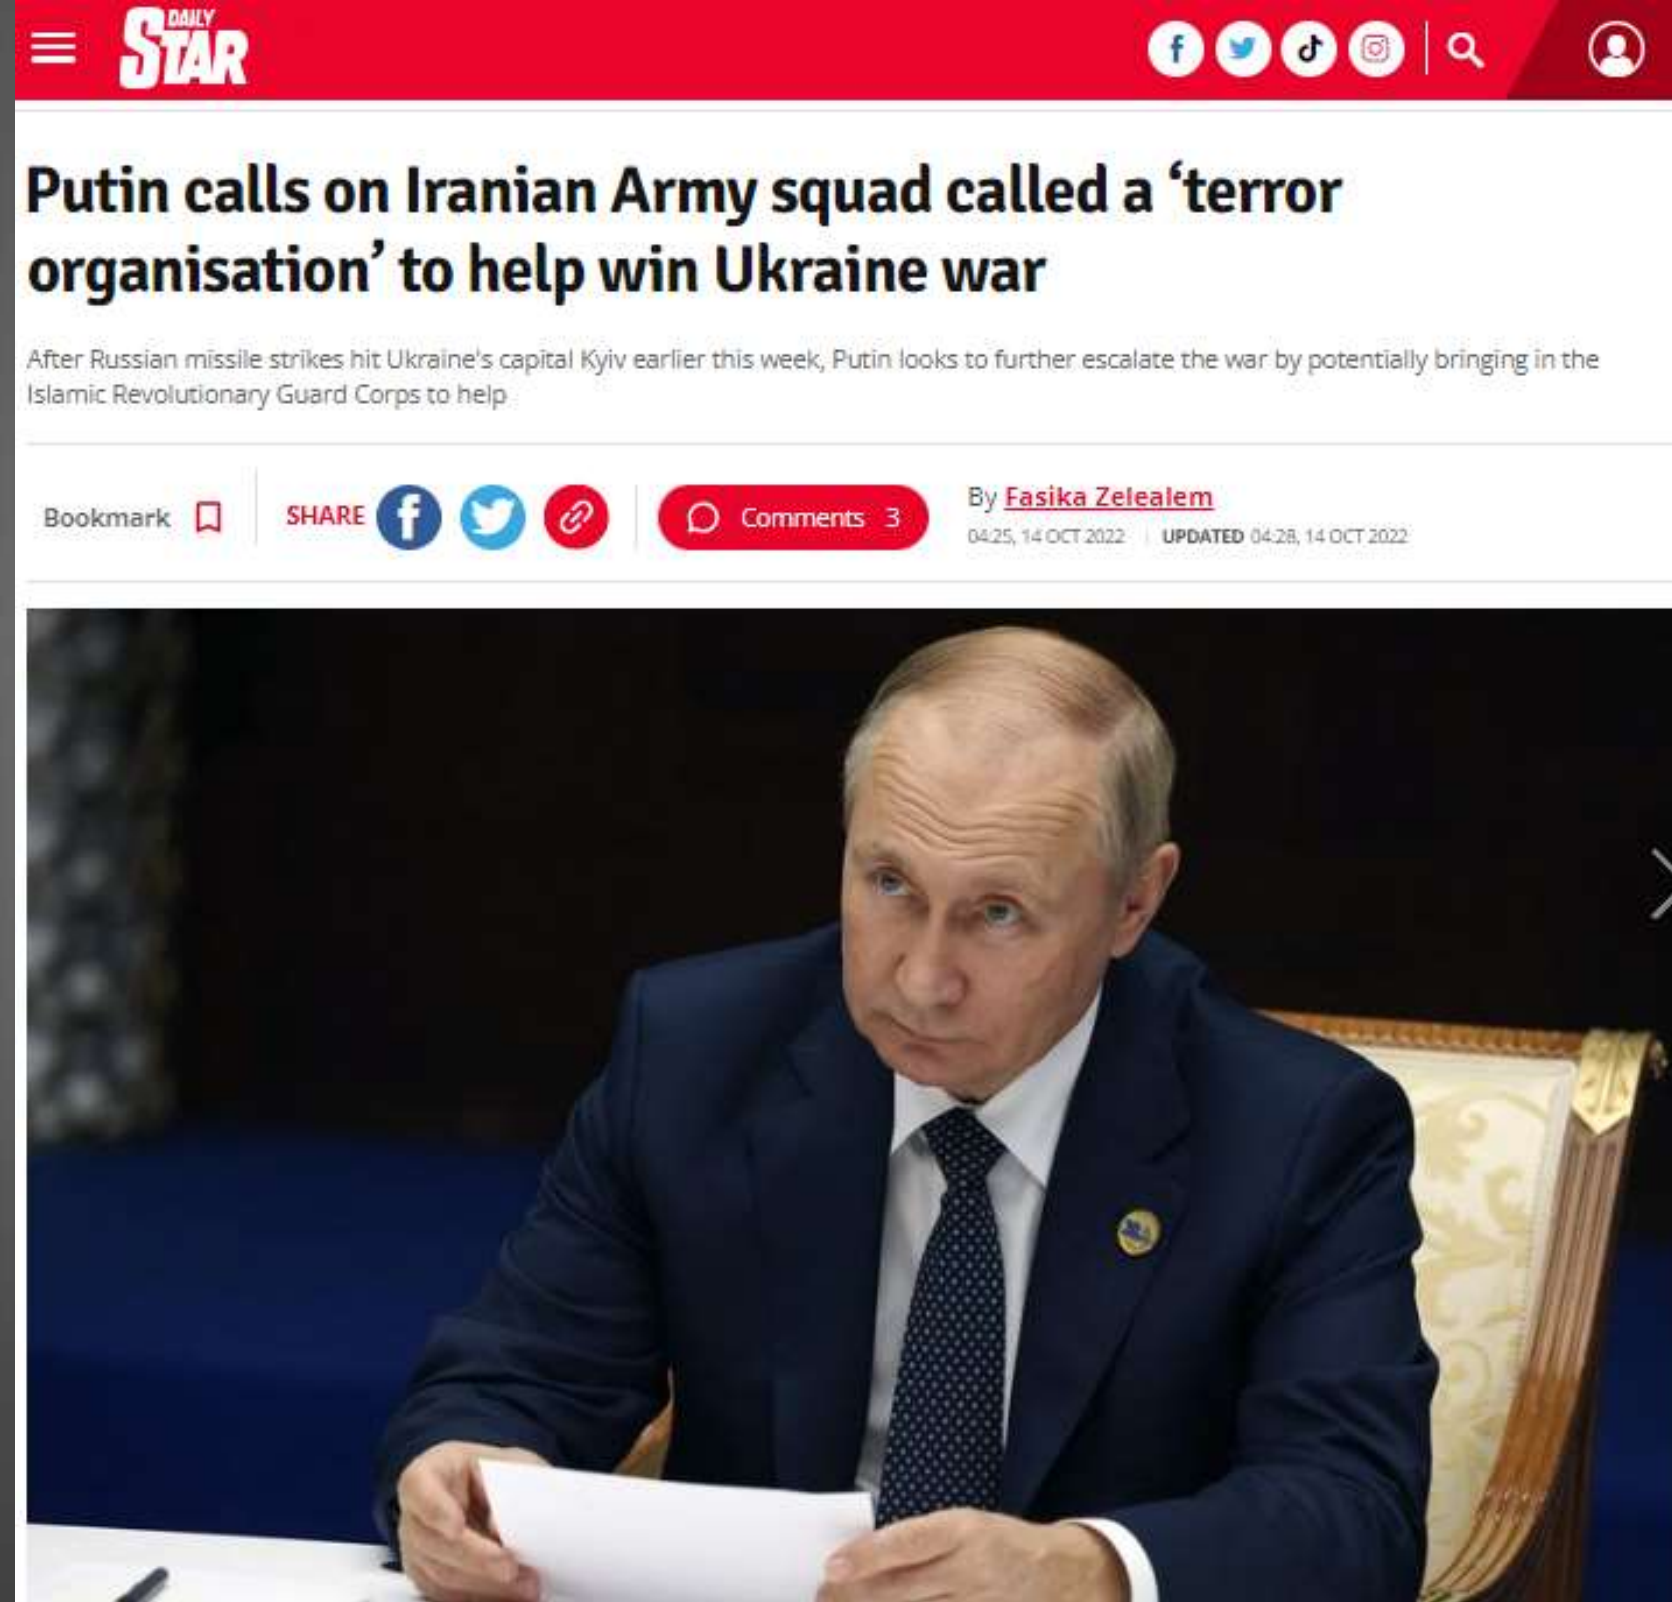 DAILY
STAR
Putin calls on Iranian Army squad called a ‘terror
organisation’ to help win Ukraine war
After Russian missile strikes hit Ukraine's capital Kyiv earlier this week, Putin looks to further escalate the war by potentially bringing in the
Islamic Revolutionary Guard Corps to help
Bookmark SHARE Comments 3 By Fasika Zelealem
04:25, 14 OCT 2022 UPDATED 04:28, 14 OCT 2022